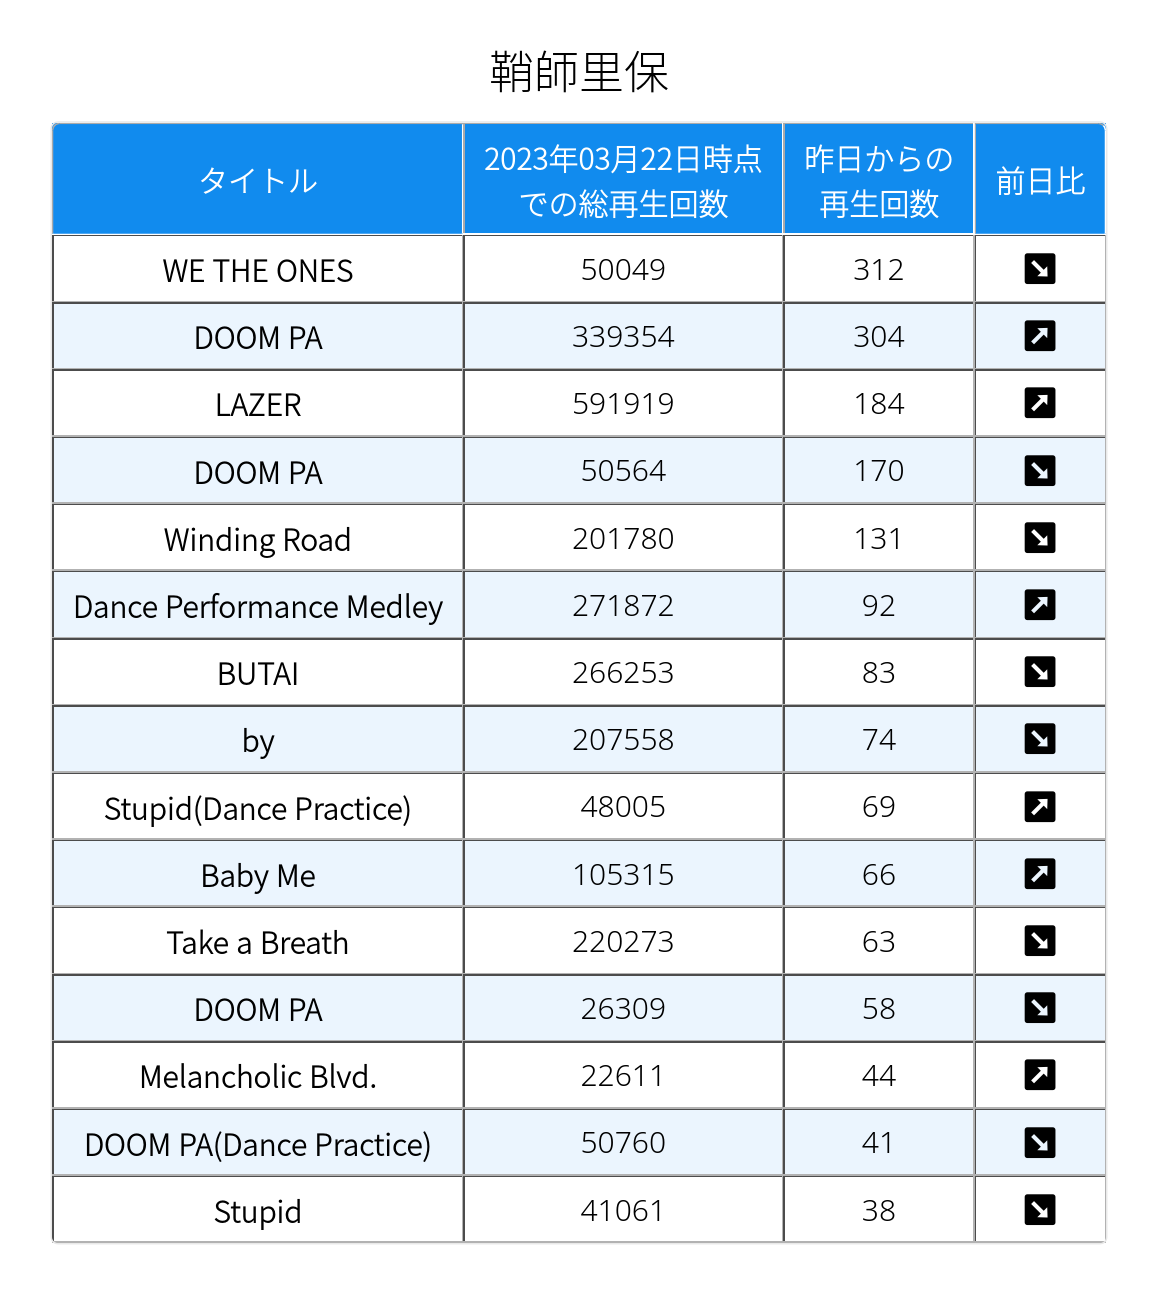 鞘師里保
タイトル
2023年03月22日時点
での総再生回数
昨日からの
再生回数
前日比
WE THE ONES 50049 312 ↘
DOOM PA 339354 304 ↗
LAZER 591919 184 ↗
DOOM PA 50564 170 ↘
Winding Road 201780 131 ↘
Dance Performance Medley 271872 92 ↗
BUTAI 266253 83 ↘
by 207558 74 ↘
Stupid(Dance Practice) 48005 69 ↗
Baby Me 105315 66 ↗
Take a Breath 220273 63 ↘
DOOM PA 26309 58 ↘
Melancholic Blvd. 22611 44 ↗
DOOM PA(Dance Practice) 50760 41 ↘
Stupid 41061 38 ↘